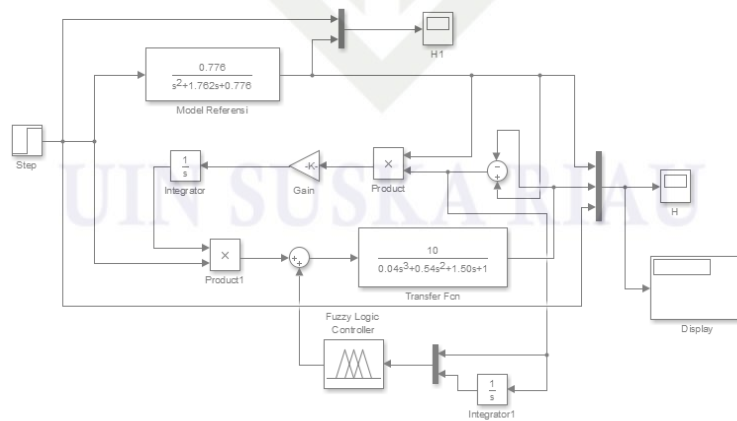 H1
0.776
s2+1.762s+0.776
Model Referensi
Step
1
s
Integrator
-K-
Gain
×
Product
−
+
H
UIN SUSKA RIAU
×
Product1
+
+
10
0.04s3+0.54s2+1.50s+1
Transfer Fcn
Display
Fuzzy Logic
Controller
1
s
Integrator1